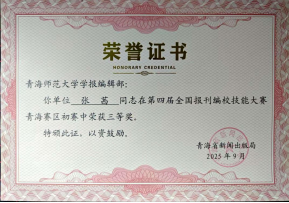 荣誉证书
HONORARY CREDENTIAL
青海师范大学学报编辑部:
你单位 张茜 同志在第四届全国报刊编校技能大赛
青海赛区初赛中荣获三等奖。
特颁此证,以资鼓励。
青海省新闻出版局
2025年9月